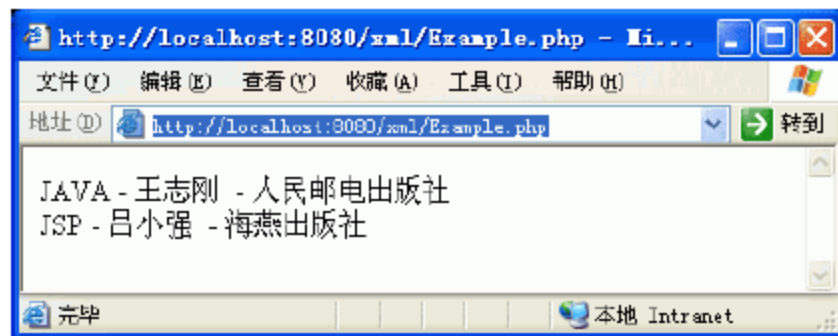 http://localhost:8080/xml/Example.php - Mi...
文件(F) 编辑(E) 查看(V) 收藏(A) 工具(T) 帮助(H)
地址(D) http://localhost:8080/xml/Example.php 转到
JAVA - 王志刚 - 人民邮电出版社
JSP - 吕小强 - 海燕出版社
完毕 本地 Intranet